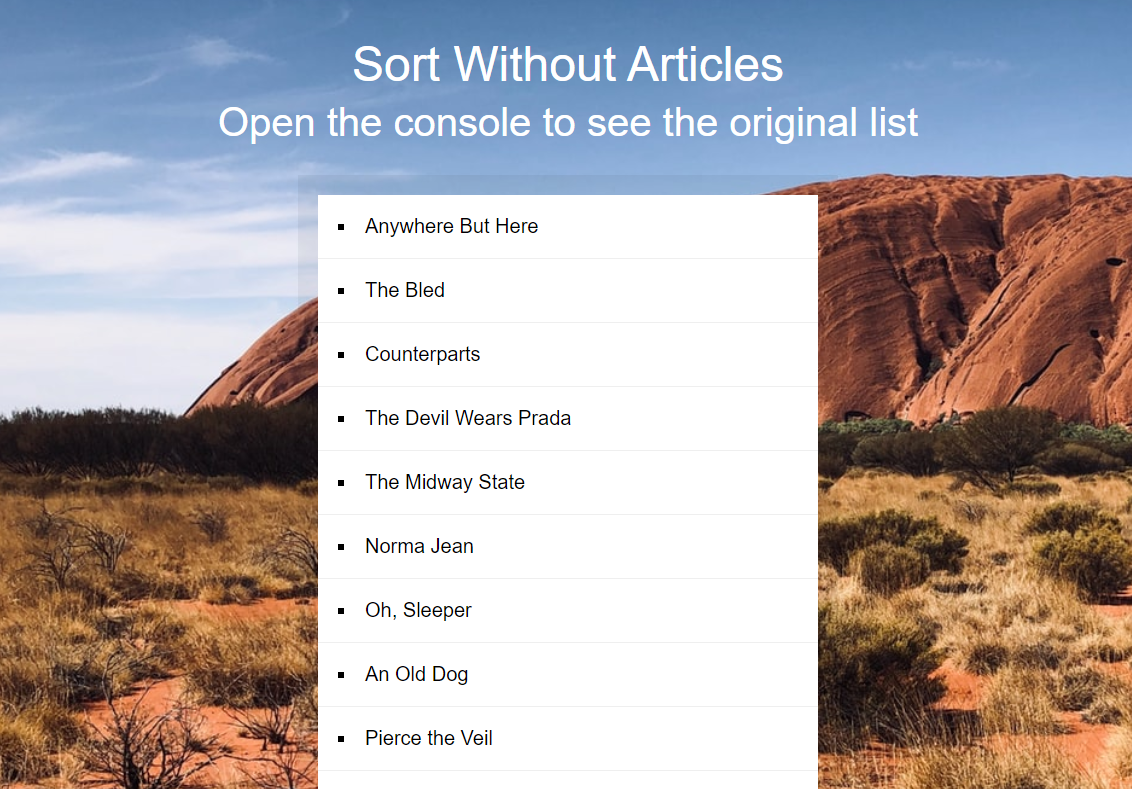 Sort Without Articles
Open the console to see the original list
Anywhere But Here
The Bled
Counterparts
The Devil Wears Prada
The Midway State
Norma Jean
Oh, Sleeper
An Old Dog
Pierce the Veil